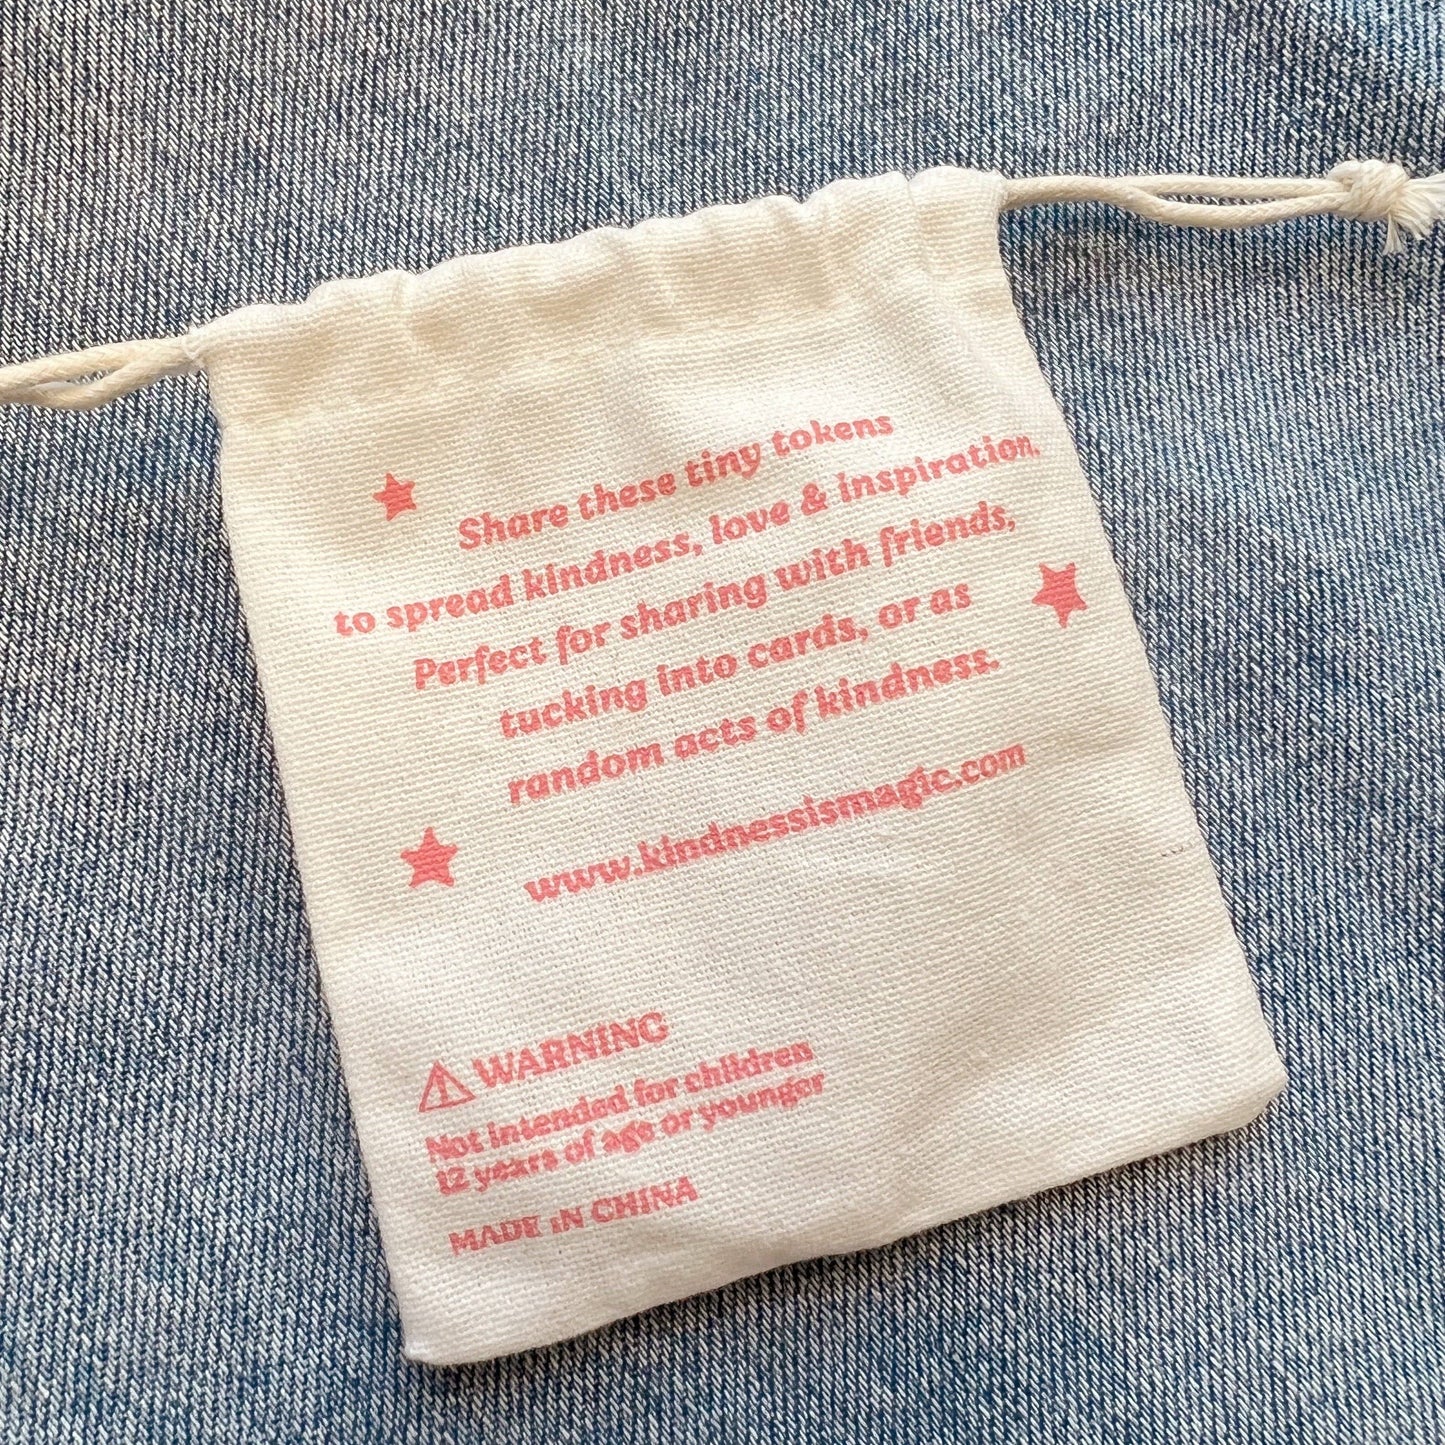 Share these tiny tokens
to spread kindness, love & inspiration.
Perfect for sharing with friends,
tucking into cards, or as
random acts of kindness.
www.kindnessismagic.com
WARNING
Not intended for children
12 years of age or younger
MADE IN CHINA